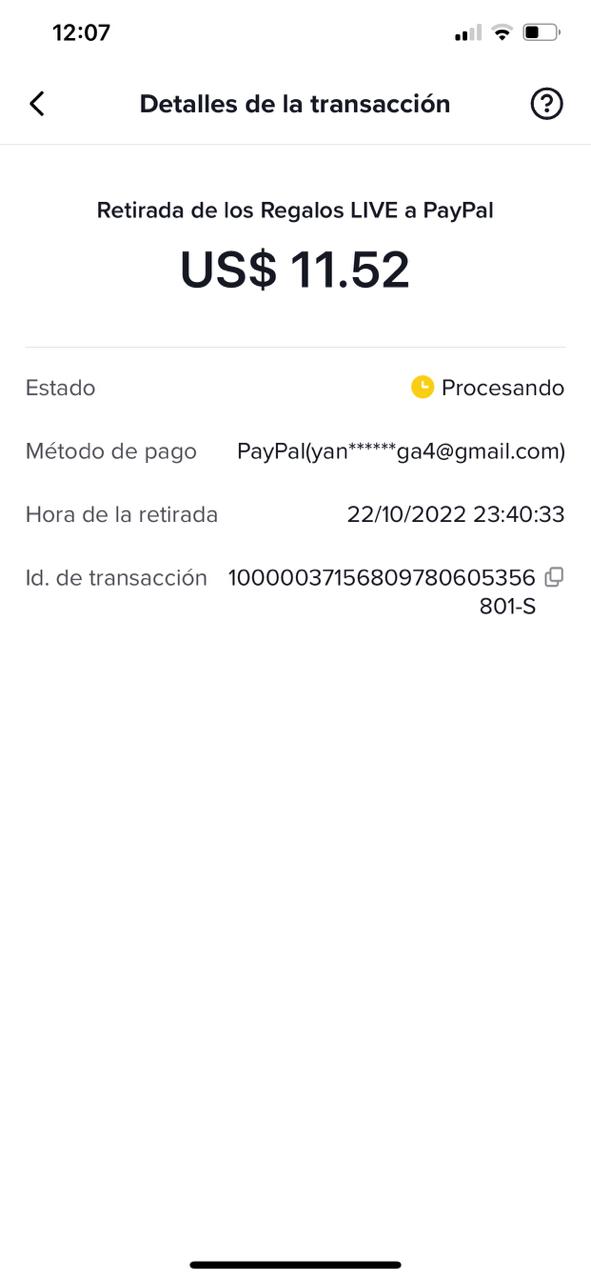 12:07
Detalles de la transacción
Retirada de los Regalos LIVE a PayPal
US$ 11.52
Estado Procesando
Método de pago PayPal(yan******ga4@gmail.com)
Hora de la retirada 22/10/2022 23:40:33
Id. de transacción 10000037156809780605356
801-S